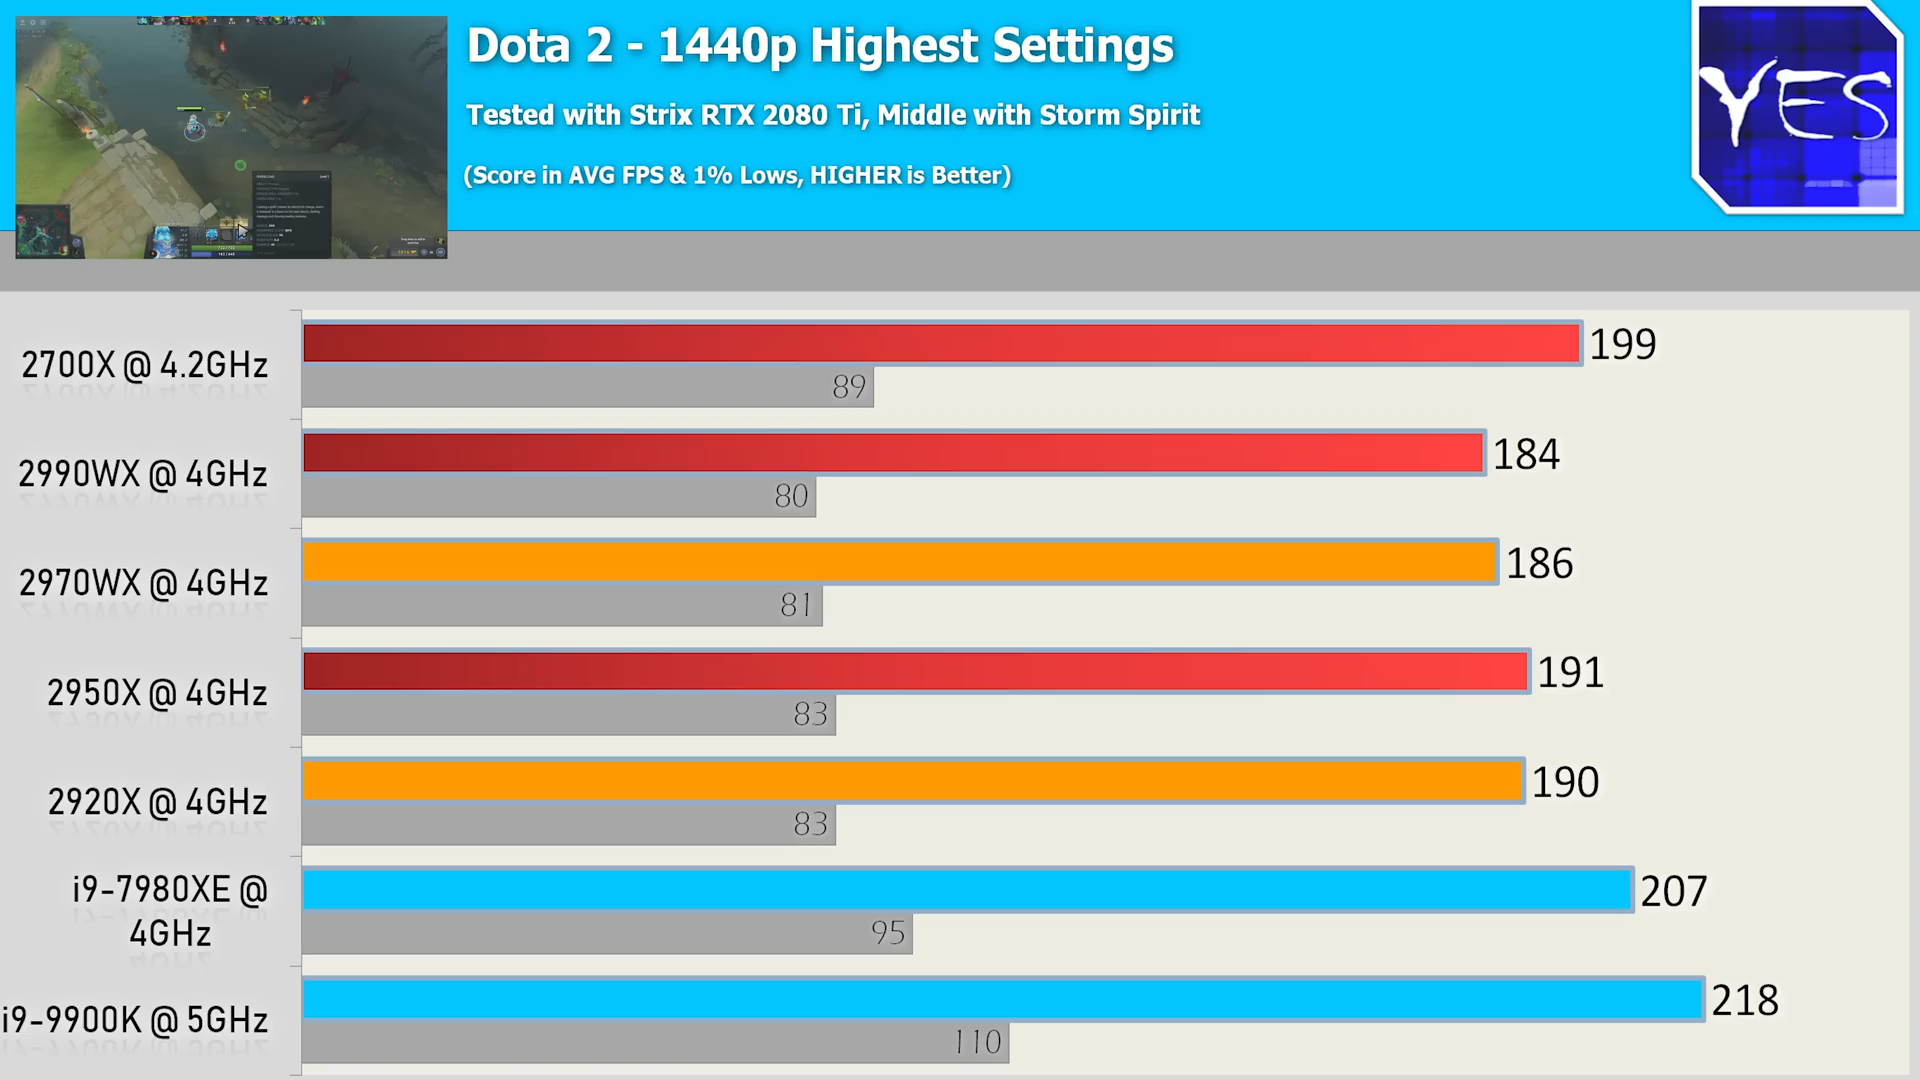 Dota 2 - 1440p Highest Settings
Tested with Strix RTX 2080 Ti, Middle with Storm Spirit
(Score in AVG FPS & 1% Lows, HIGHER is Better)
YES
2700X @ 4.2GHz
199
89
2990WX @ 4GHz
184
80
2970WX @ 4GHz
186
81
2950X @ 4GHz
191
83
2920X @ 4GHz
190
83
i9-7980XE @
4GHz
207
95
i9-9900K @ 5GHz
218
110